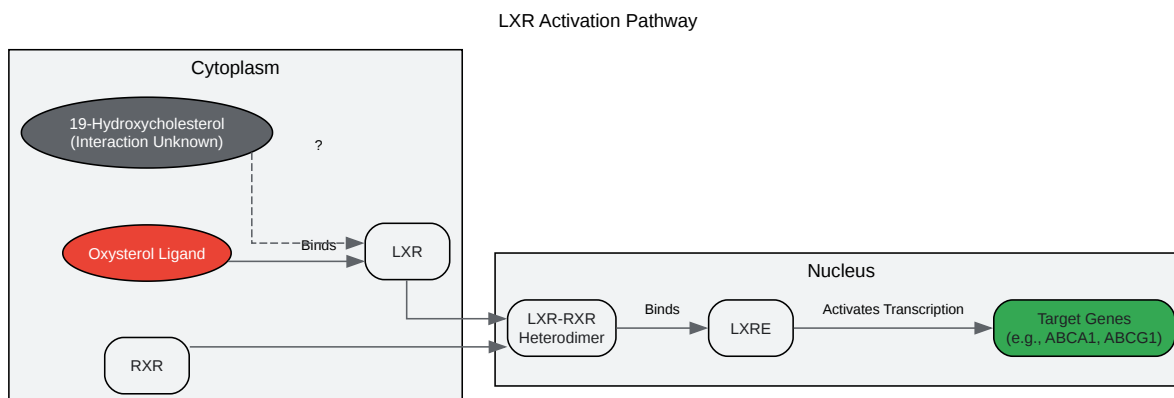 LXR Activation Pathway
Cytoplasm
19-Hydroxycholesterol
(Interaction Unknown)
?
Oxysterol Ligand
Binds
LXR
RXR
Nucleus
LXR-RXR
Heterodimer
Binds
LXRE
Activates Transcription
Target Genes
(e.g., ABCA1, ABCG1)